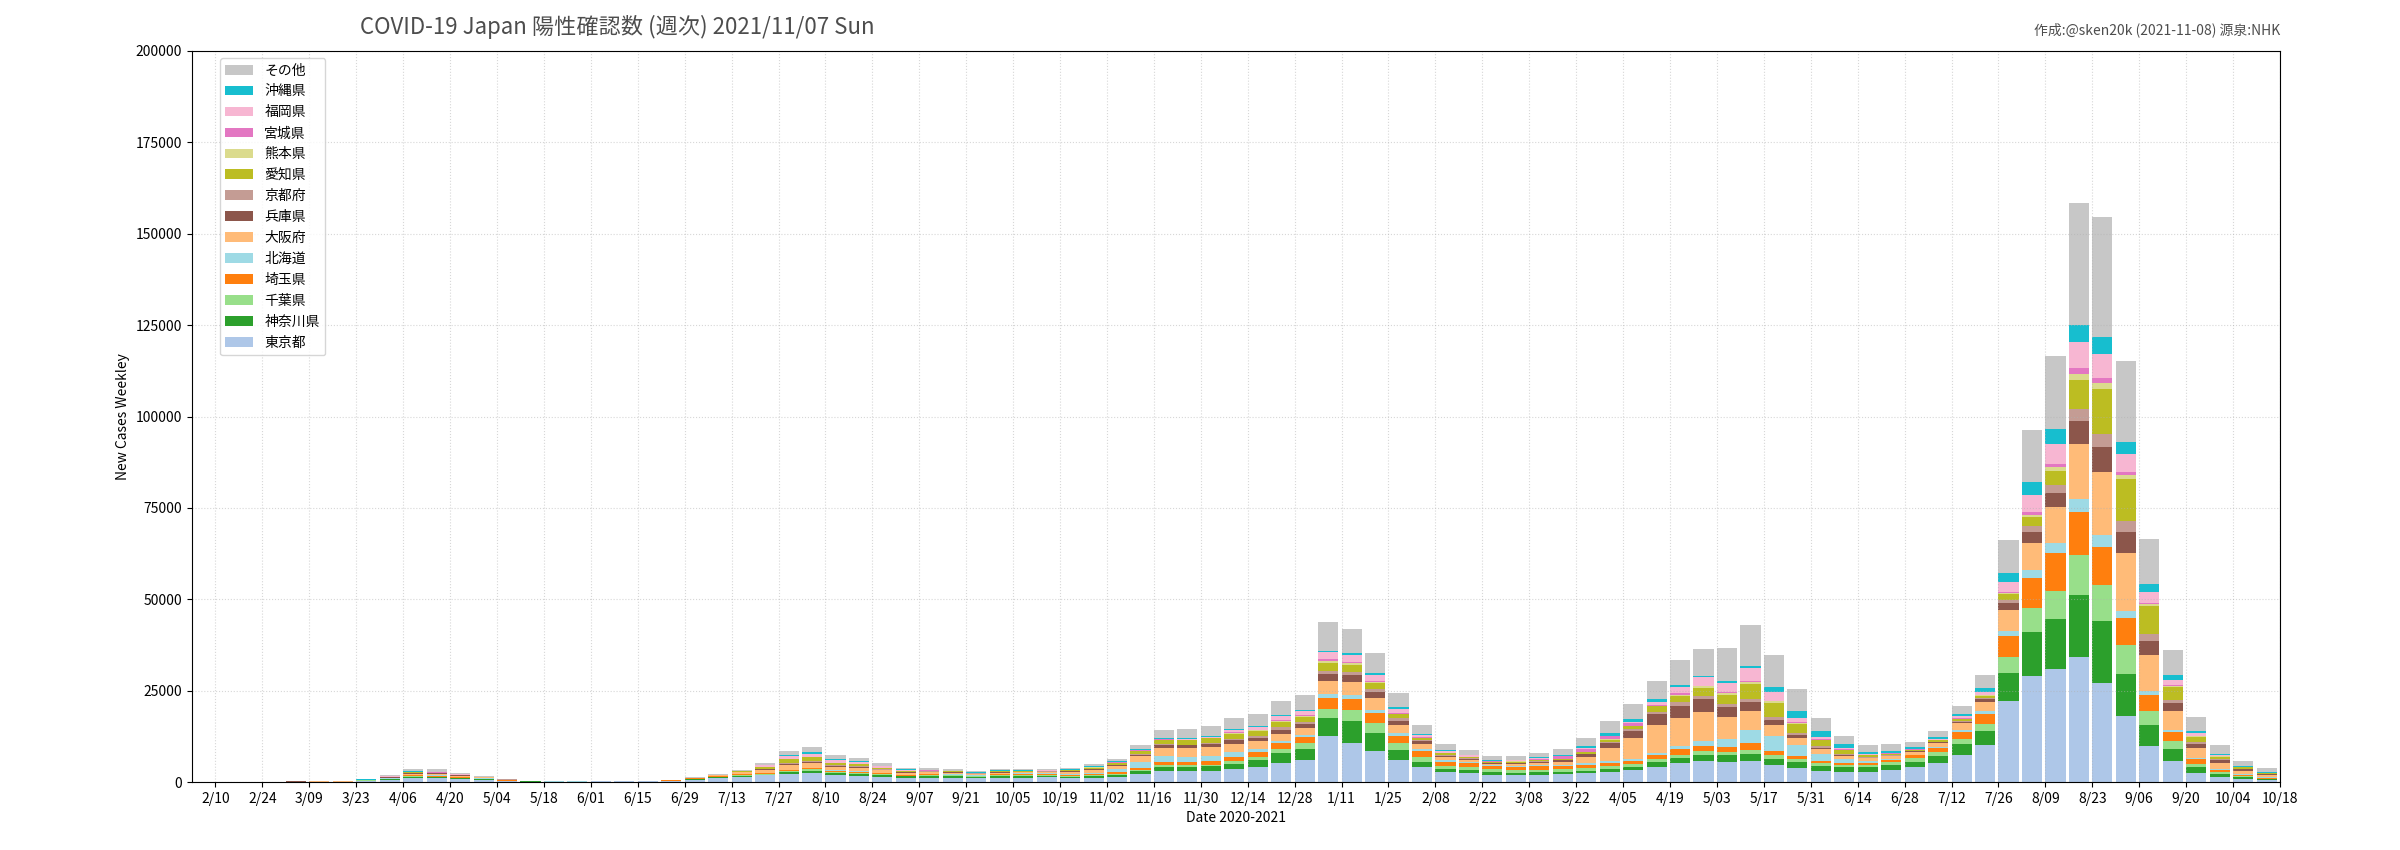 COVID-19 Japan 陽性確認数 (週次) 2021/11/07 Sun
作成:@sken20k (2021-11-08) 源泉:NHK
200000
175000
150000
125000
100000
75000
50000
25000
0
New Cases Weekley
その他
沖縄県
福岡県
宮城県
熊本県
愛知県
京都府
兵庫県
大阪府
北海道
埼玉県
千葉県
神奈川県
東京都
2/10 2/24 3/09 3/23 4/06 4/20 5/04 5/18 6/01 6/15 6/29 7/13 7/27 8/10 8/24 9/07 9/21 10/05 10/19 11/02 11/16 11/30 12/14 12/28 1/11 1/25 2/08 2/22 3/08 3/22 4/05 4/19 5/03 5/17 5/31 6/14 6/28 7/12 7/26 8/09 8/23 9/06 9/20 10/04 10/18
Date 2020-2021